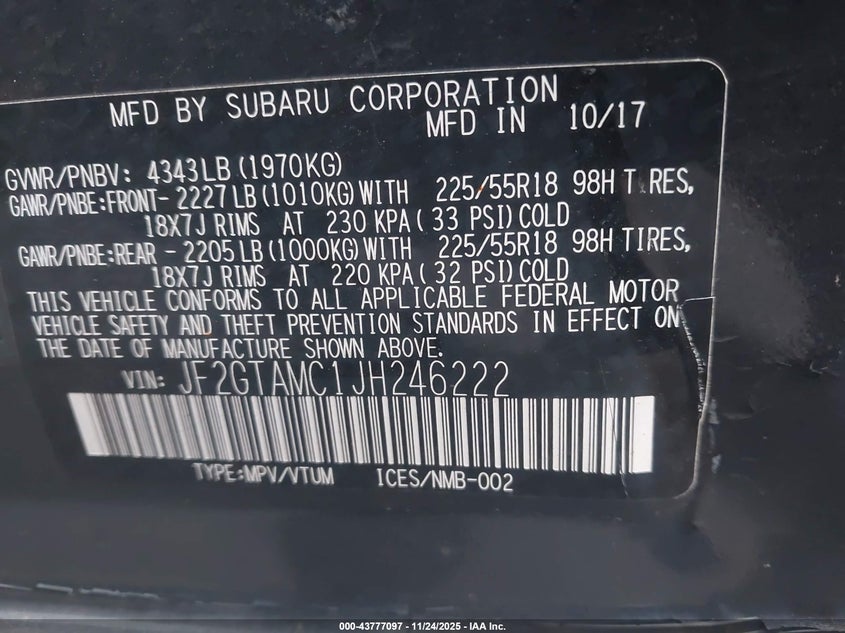 MFD BY SUBARU CORPORATION
MFD IN 10/17
GVWR/PNBV: 4343LB (1970KG)
GAWR/PNBE:FRONT- 2227LB (1010KG) WITH 225/55R18 98H TIRES,
18X7J RIMS AT 230 KPA ( 33 PSI) COLD
GAWR/PNBE:REAR - 2205LB (1000KG) WITH 225/55R18 98H TIRES,
18X7J RIMS AT 220 KPA ( 32 PSI) COLD
THIS VEHICLE CONFORMS TO ALL APPLICABLE FEDERAL MOTOR
VEHICLE SAFETY AND THEFT PREVENTION STANDARDS IN EFFECT ON
THE DATE OF MANUFACTURE SHOWN ABOVE.
VIN: JF2GTAMC1JH246222
TYPE:MPV/VTUM ICES/NMB-002
000-43777097 - 11/24/2025 - IAA Inc.